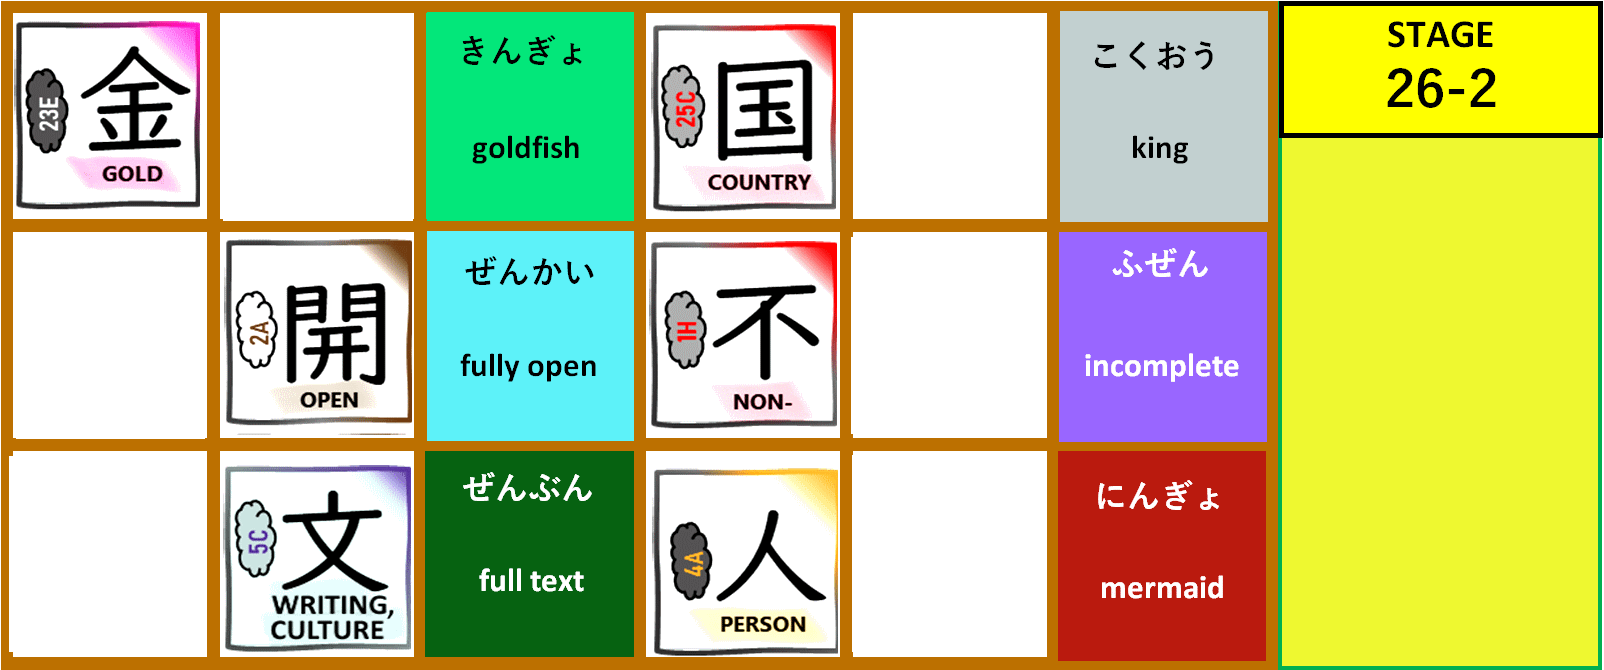 23E
金
GOLD
きんぎょ
goldfish
25C
国
COUNTRY
こくおう
king
STAGE
26-2
2A
開
OPEN
ぜんかい
fully open
1H
不
NON-
ふぜん
incomplete
5C
文
WRITING,
CULTURE
ぜんぶん
full text
4A
人
PERSON
にんぎょ
mermaid